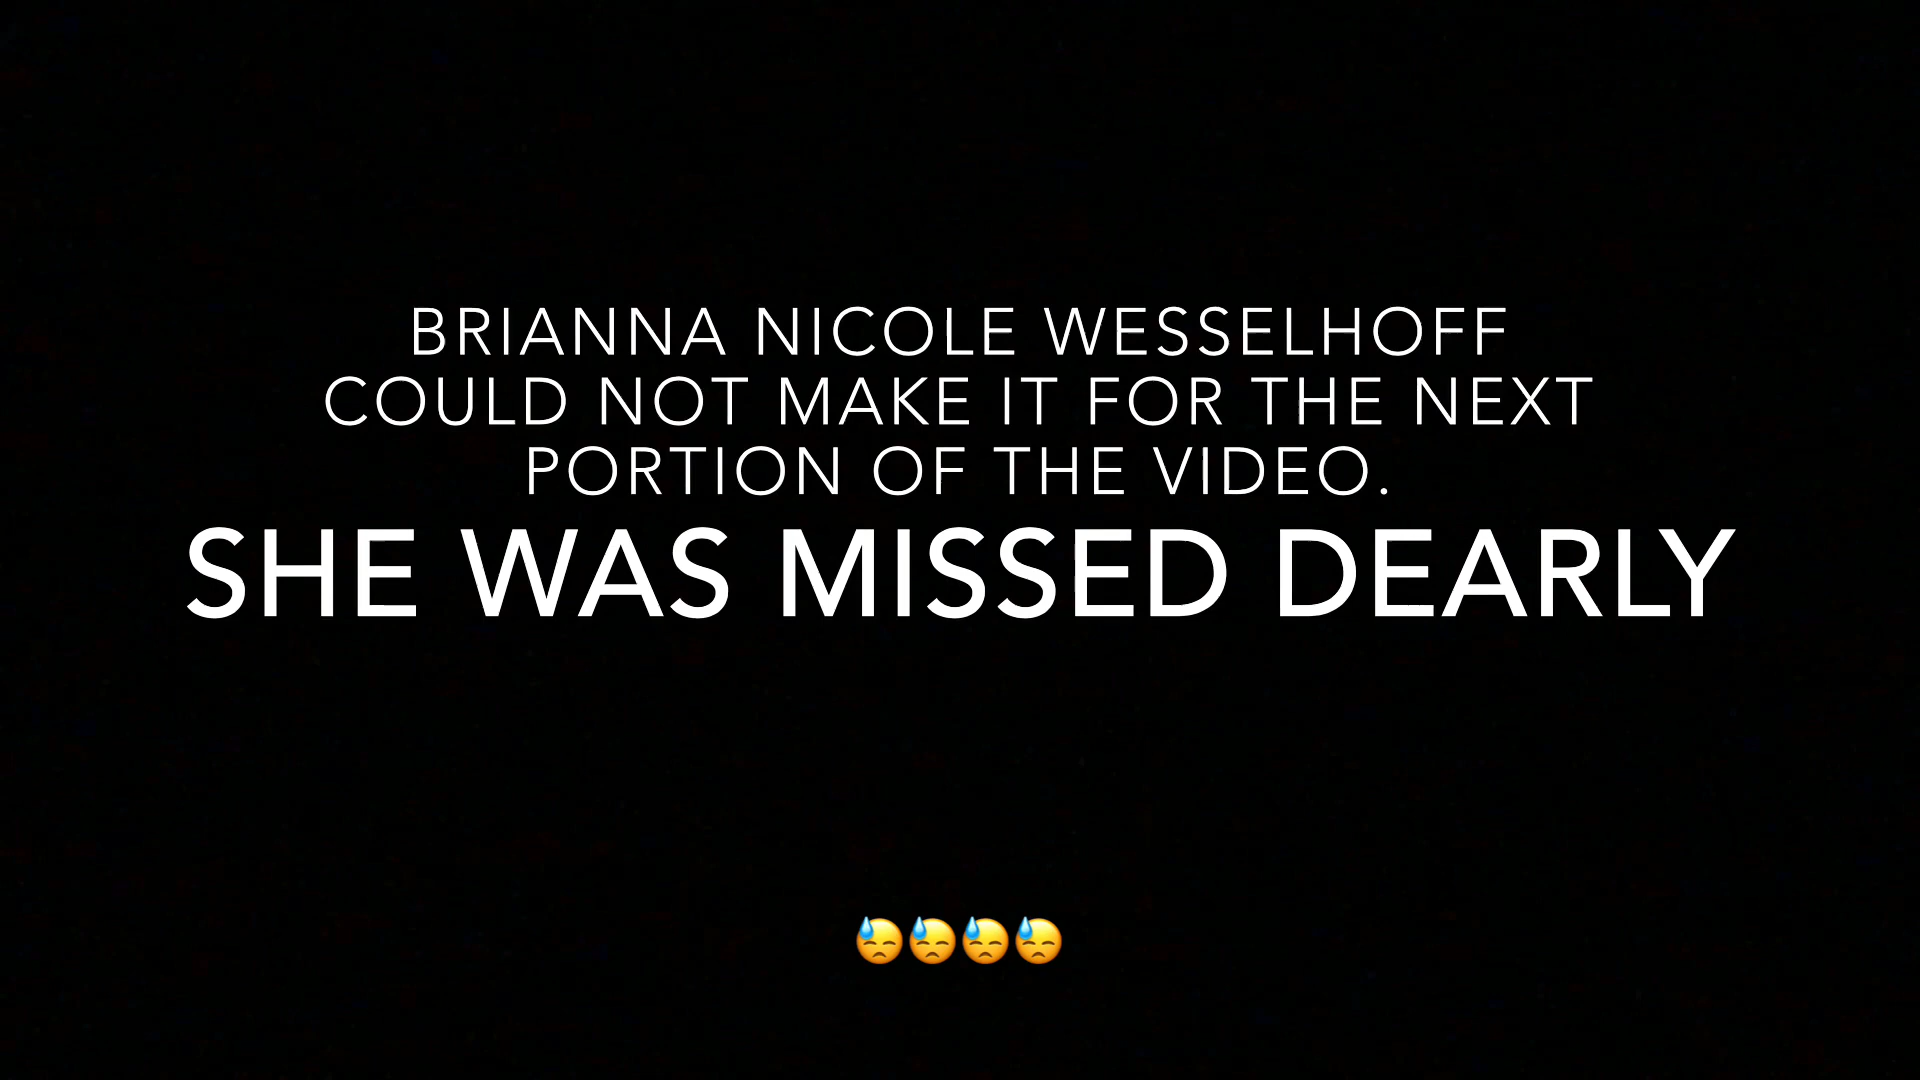 BRIANNA NICOLE WESSELHOFF
COULD NOT MAKE IT FOR THE NEXT
PORTION OF THE VIDEO.
SHE WAS MISSED DEARLY
😓😓😓😓